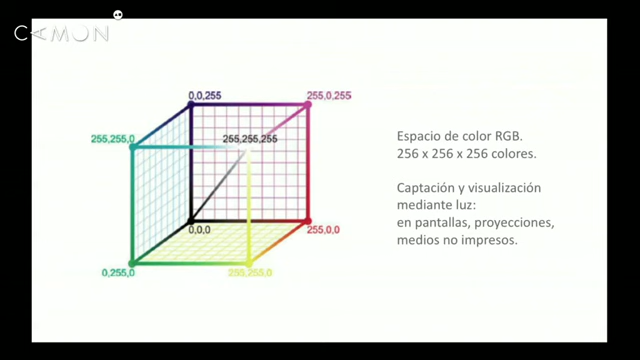 CAMON
0,0,255
255,0,255
255,255,0
255,255,255
0,0,0
255,0,0
0,255,0
255,255,0
Espacio de color RGB.
256 x 256 x 256 colores.
Captación y visualización
mediante luz:
en pantallas, proyecciones,
medios no impresos.